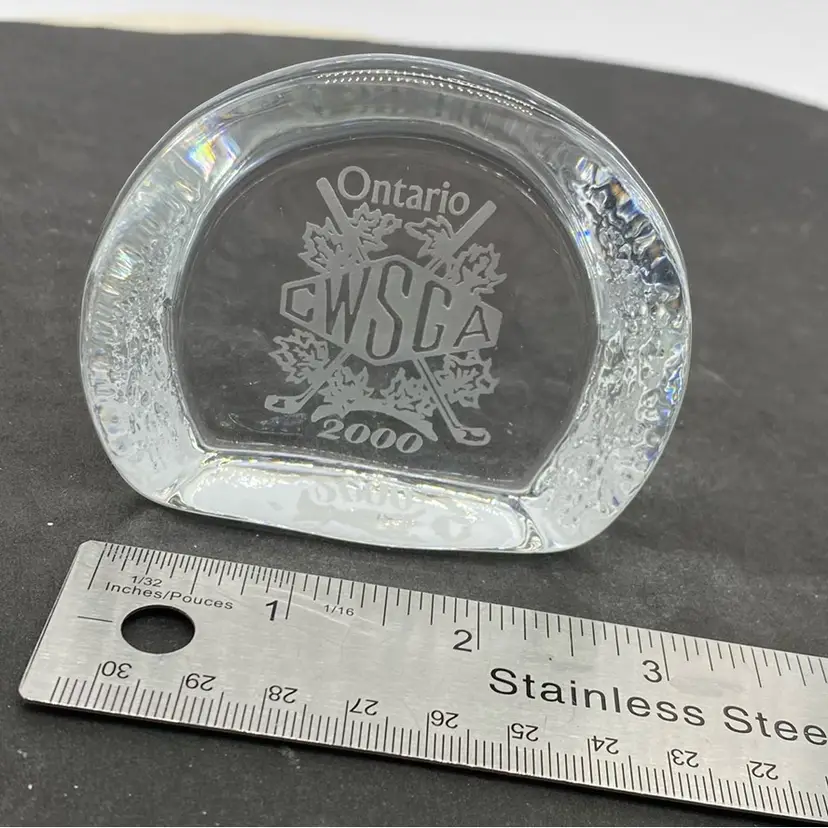 Ontario
CWSGA
2000
1/32
Inches/Pouces
1
1/16
2
3
Stainless Stee
30 29 28 27 26 25 24 23 22